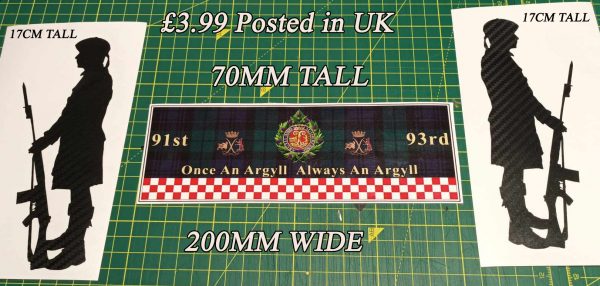 17CM TALL
£3.99 Posted in UK
17CM TALL
70MM TALL
91st
93rd
Once An Argyll Always An Argyll
200MM WIDE